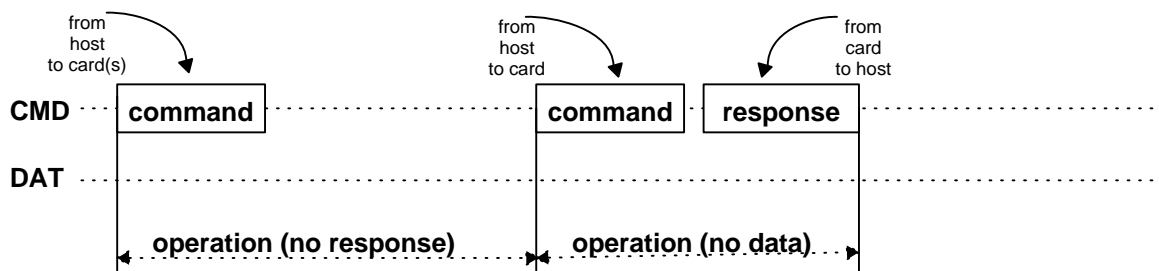 from
host
to card(s)
from
host
to card
from
card
to host
CMD command command response
DAT
operation (no response) operation (no data)